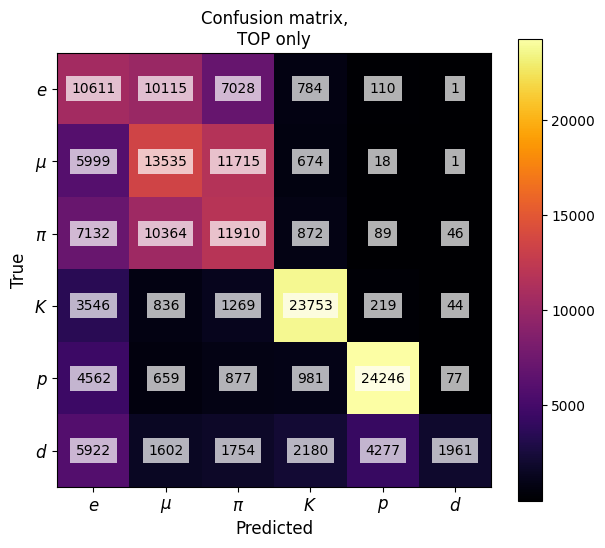 Confusion matrix,
TOP only
e 10611 10115 7028 784 110 1
μ 5999 13535 11715 674 18 1
π 7132 10364 11910 872 89 46
K 3546 836 1269 23753 219 44
p 4562 659 877 981 24246 77
d 5922 1602 1754 2180 4277 1961
e μ π K p d
True
Predicted
20000
15000
10000
5000